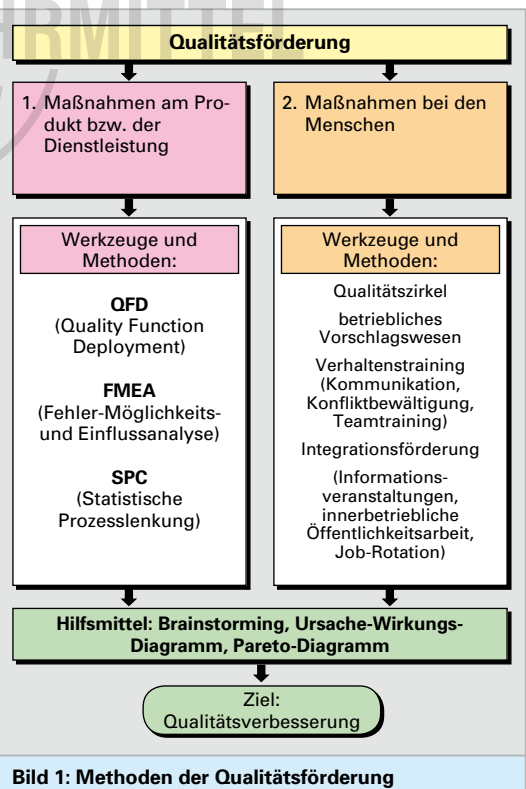 HRMITTEL
Qualitätsförderung
1. Maßnahmen am Pro-
dukt bzw. der
Dienstleistung
Werkzeuge und
Methoden:
QFD
(Quality Function
Deployment)
FMEA
(Fehler-Möglichkeits-
und Einflussanalyse)
SPC
(Statistische
Prozesslenkung)
2. Maßnahmen bei den
Menschen
Werkzeuge und
Methoden:
Qualitätszirkel
betriebliches
Vorschlagswesen
Verhaltenstraining
(Kommunikation,
Konfliktbewältigung,
Teamtraining)
Integrationsförderung
(Informations-
veranstaltungen,
innerbetriebliche
Öffentlichkeitsarbeit,
Job-Rotation)
Hilfsmittel: Brainstorming, Ursache-Wirkungs-
Diagramm, Pareto-Diagramm
Ziel:
Qualitätsverbesserung
Bild 1: Methoden der Qualitätsförderung